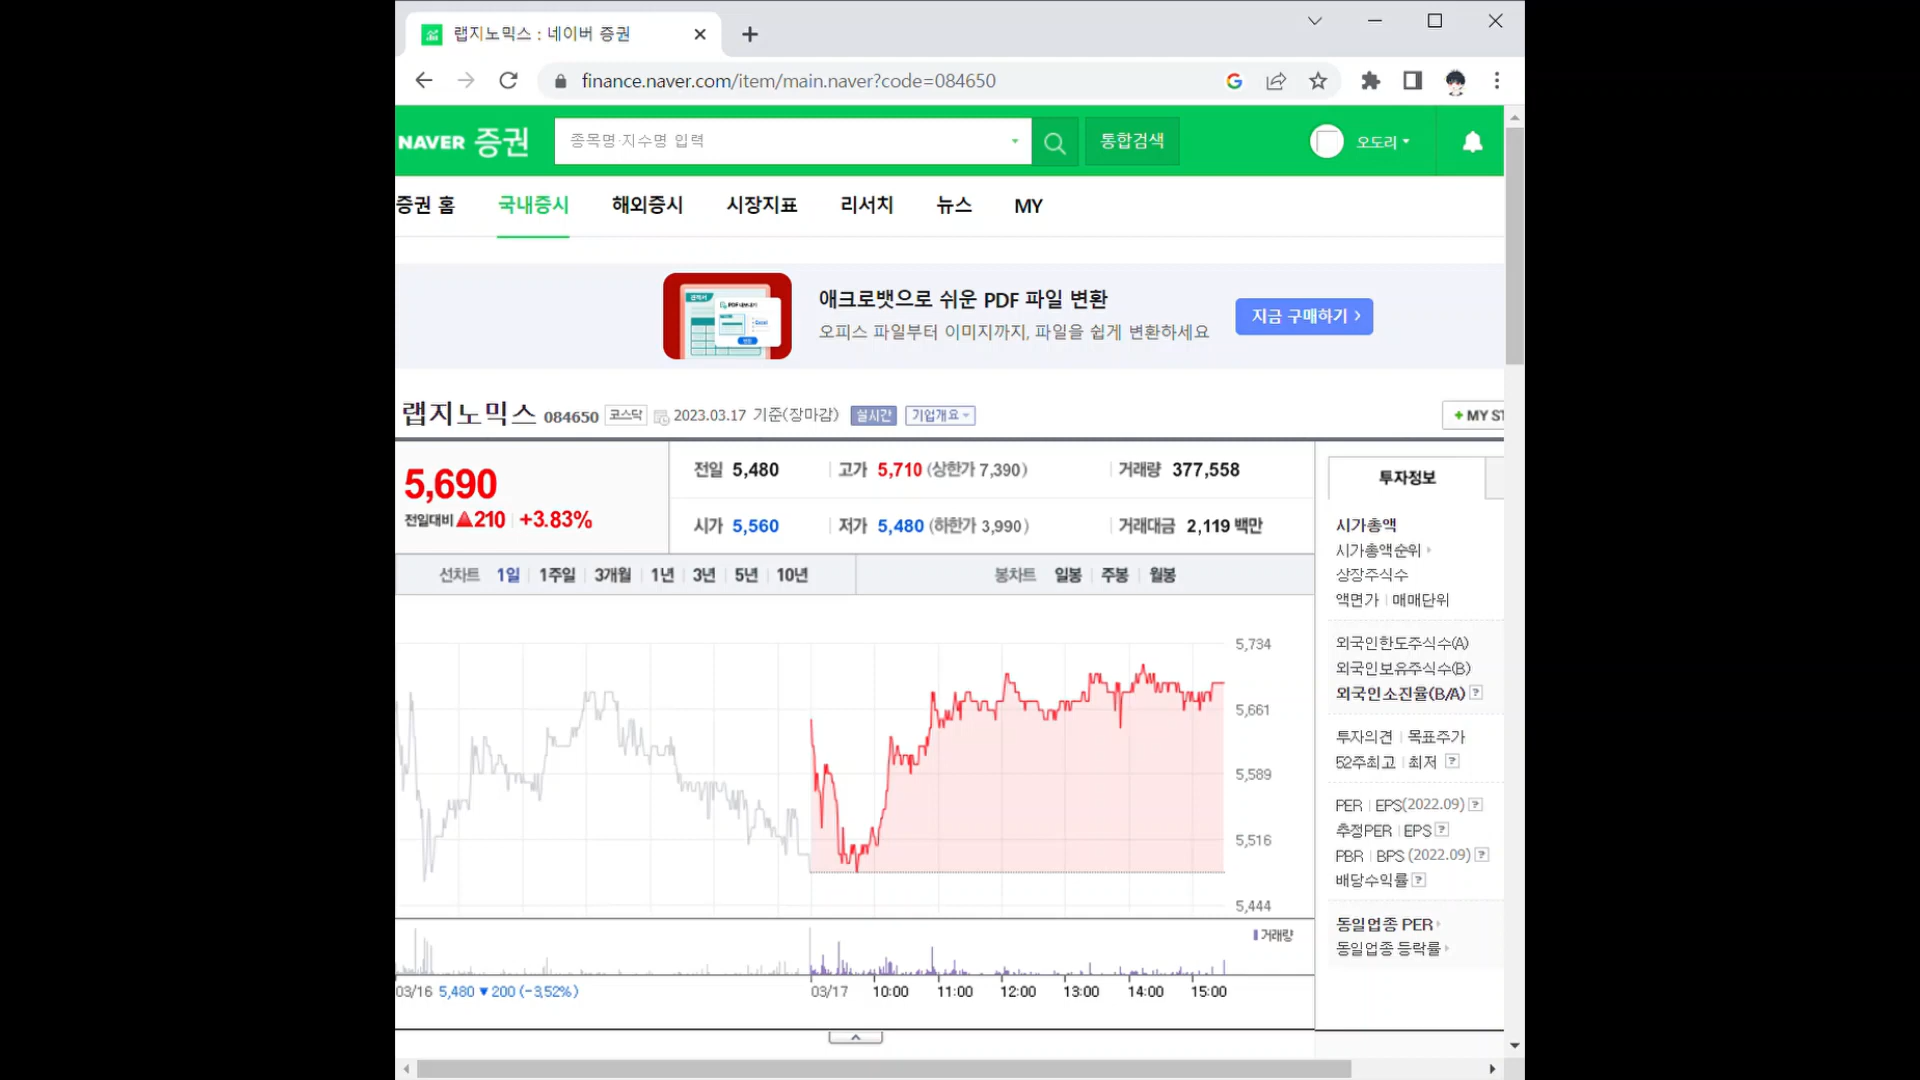 랩지노믹스 : 네이버 증권
finance.naver.com/item/main.naver?code=084650
NAVER 증권 종목명·지수명 입력 통합검색 오도리
증권 홈 국내증시 해외증시 시장지표 리서치 뉴스 MY
애크로뱃으로 쉬운 PDF 파일 변환
오피스 파일부터 이미지까지, 파일을 쉽게 변환하세요
지금 구매하기
랩지노믹스 084650 코스닥 2023.03.17 기준(장마감) 실시간 기업개요 + MY ST
5,690
전일대비 ▲210 +3.83%
전일 5,480 고가 5,710 (상한가 7,390) 거래량 377,558
시가 5,560 저가 5,480 (하한가 3,990) 거래대금 2,119 백만
선차트 1일 1주일 3개월 1년 3년 5년 10년 봉차트 일봉 주봉 월봉
5,734
5,661
5,589
5,516
5,444
거래량
03/16 5,480 ▼ 200 (-3,52%) 03/17 10:00 11:00 12:00 13:00 14:00 15:00
투자정보
시가총액
시가총액순위
상장주식수
액면가 매매단위
외국인한도주식수(A)
외국인보유주식수(B)
외국인소진율(B/A) ?
투자의견 목표주가
52주최고 최저 ?
PER EPS(2022.09) ?
추정PER EPS ?
PBR BPS (2022.09) ?
배당수익률 ?
동일업종 PER
동일업종 등락률